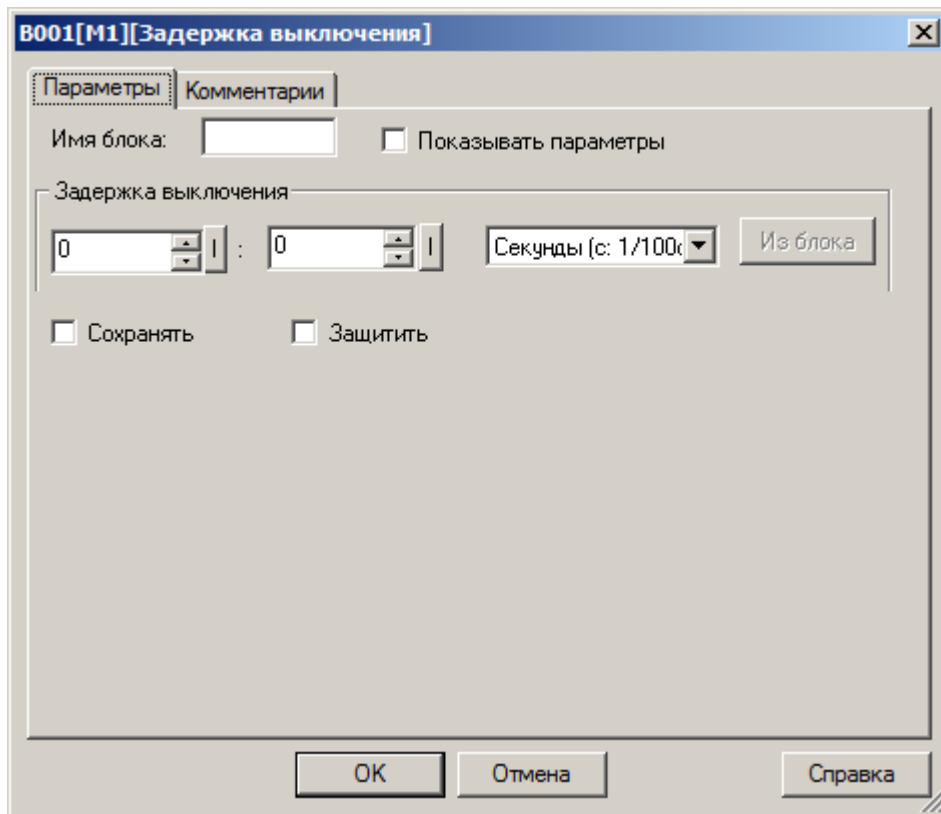 B001[M1][Задержка выключения]
Параметры Комментарии
Имя блока: Показывать параметры
Задержка выключения
0 : 0 Секунды (с: 1/100с Из блока
Сохранять Защитить
OK Отмена Справка